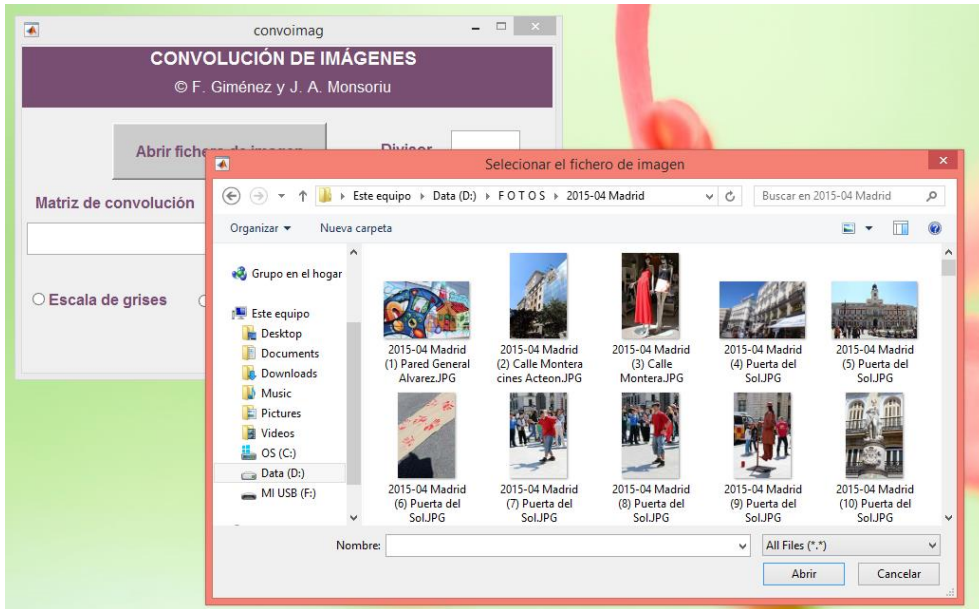 convoimag
CONVOLUCIÓN DE IMÁGENES
© F. Giménez y J. A. Monsoriu
Abrir fichero de imagen
Divisor
Matriz de convolución
Escala de grises
Selecionar el fichero de imagen
Este equipo Data (D:) F O T O S 2015-04 Madrid
Buscar en 2015-04 Madrid
Organizar Nueva carpeta
Grupo en el hogar
Este equipo
Desktop
Documents
Downloads
Music
Pictures
Videos
OS (C:)
Data (D:)
MI USB (F:)
2015-04 Madrid
(1) Pared General
Alvarez.JPG
2015-04 Madrid
(2) Calle Montera
cines Acteon.JPG
2015-04 Madrid
(3) Calle
Montera.JPG
2015-04 Madrid
(4) Puerta del
Sol.JPG
2015-04 Madrid
(5) Puerta del
Sol.JPG
2015-04 Madrid
(6) Puerta del
Sol.JPG
2015-04 Madrid
(7) Puerta del
Sol.JPG
2015-04 Madrid
(8) Puerta del
Sol.JPG
2015-04 Madrid
(9) Puerta del
Sol.JPG
2015-04 Madrid
(10) Puerta del
Sol.JPG
Nombre:
All Files (*.*)
Abrir Cancelar